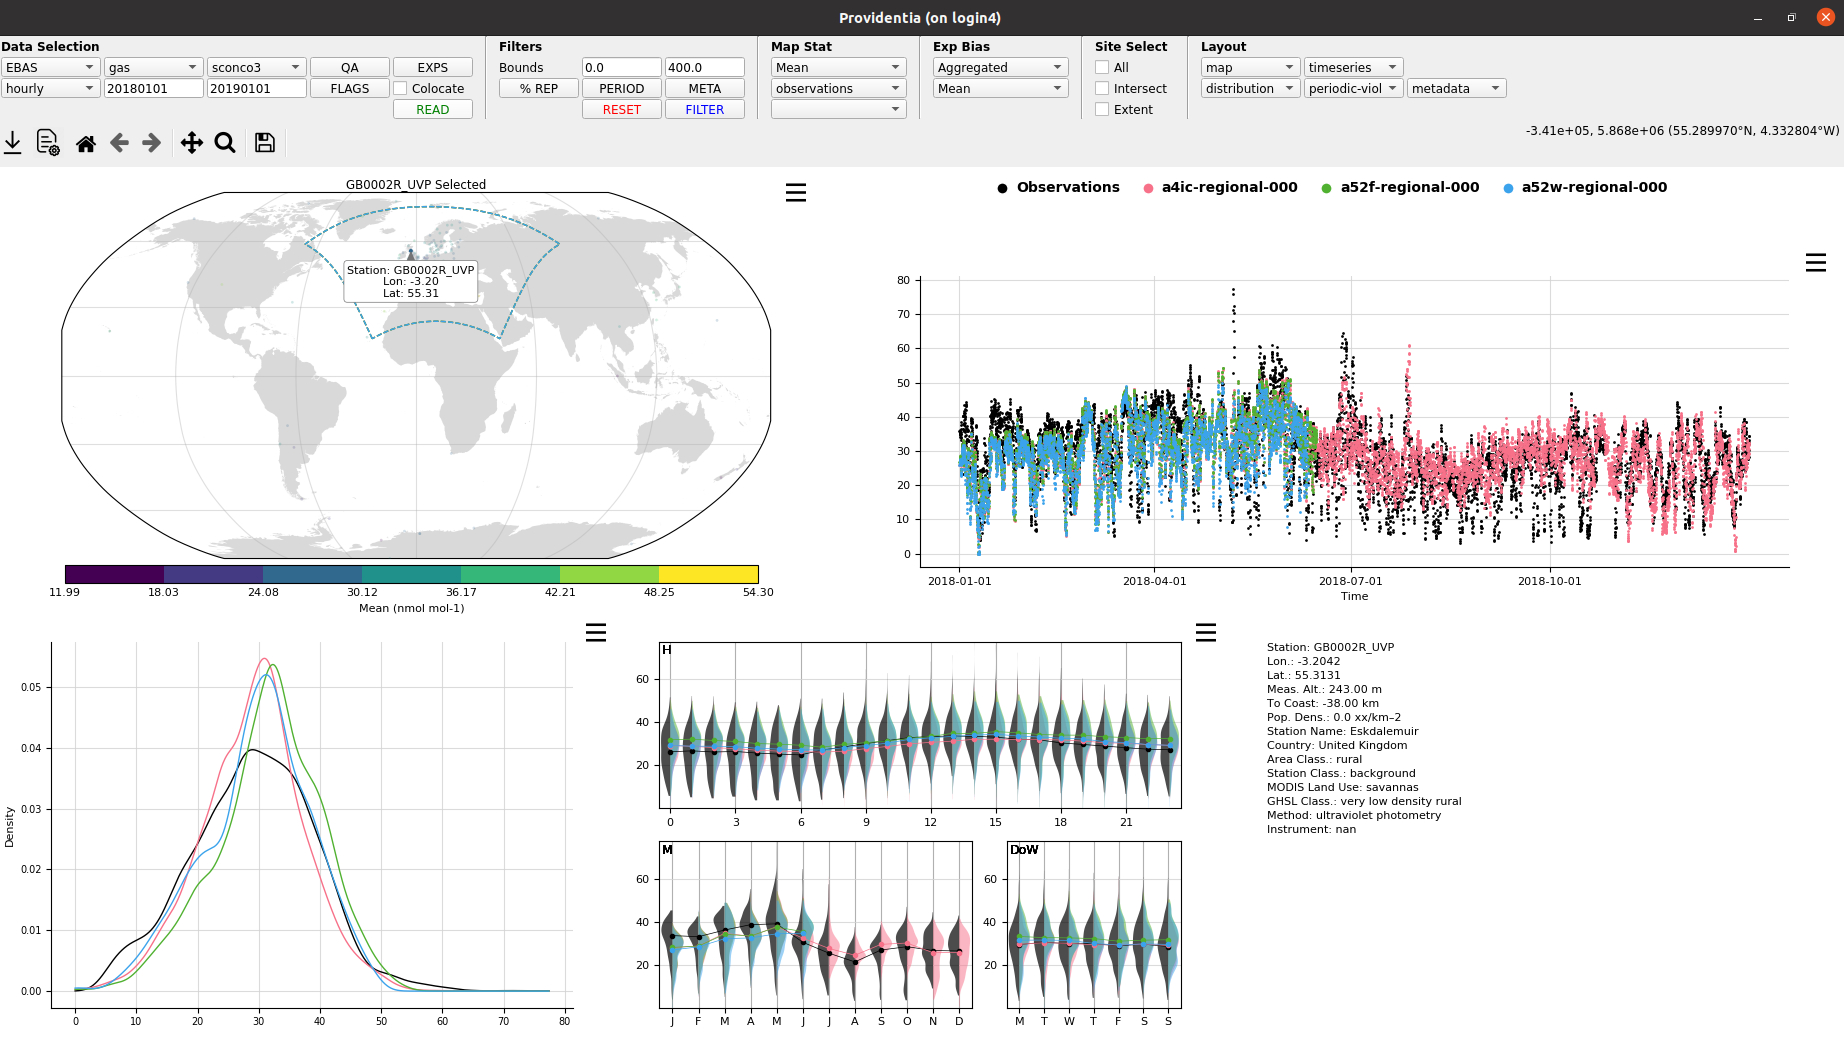 Providentia (on login4)
Data Selection
Filters
Map Stat
Exp Bias
Site Select
Layout
EBAS gas sconco3 QA EXPS
Bounds 0.0 400.0
Mean
Aggregated
All
map timeseries
hourly 20180101 20190101 FLAGS Colocate
% REP PERIOD META
observations
Mean
Intersect
distribution periodic-viol metadata
READ
RESET FILTER
Extent
-3.41e+05, 5.868e+06 (55.289970°N, 4.332804°W)
GB0002R_UVP Selected
Station: GB0002R_UVP
Lon: -3.20
Lat: 55.31
11.99 18.03 24.08 30.12 36.17 42.21 48.25 54.30
Mean (nmol mol-1)
Observations a4ic-regional-000 a52f-regional-000 a52w-regional-000
80
70
60
50
40
30
20
10
0
2018-01-01 2018-04-01 2018-07-01 2018-10-01
Time
0.05
0.04
0.03
0.02
0.01
0.00
Density
0 10 20 30 40 50 60 70 80
H
60
40
20
0 3 6 9 12 15 18 21
M
60
40
20
J F M A M J J A S O N D
DoW
60
40
20
M T W T F S S
Station: GB0002R_UVP
Lon.: -3.2042
Lat.: 55.3131
Meas. Alt.: 243.00 m
To Coast: -38.00 km
Pop. Dens.: 0.0 xx/km–2
Station Name: Eskdalemuir
Country: United Kingdom
Area Class.: rural
Station Class.: background
MODIS Land Use: savannas
GHSL Class.: very low density rural
Method: ultraviolet photometry
Instrument: nan